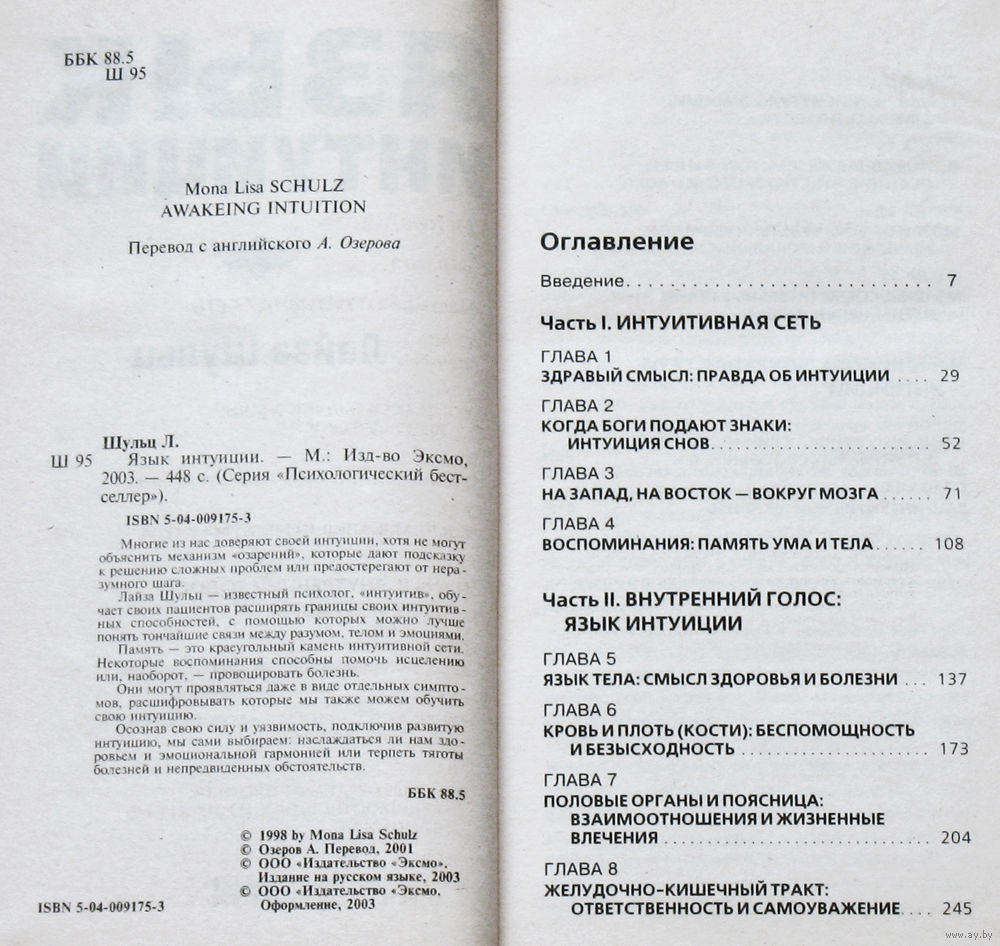 ББК 88.5
Ш 95
Mona Lisa SCHULZ
AWAKEING INTUITION
Перевод с английского А. Озерова
Шульц Л.
Ш 95 Язык интуиции. — М.: Изд-во Эксмо,
2003. — 448 с. (Серия «Психологический бест-
селлер»).
ISBN 5-04-009175-3
Многие из нас доверяют своей интуиции, хотя не могут
объяснить механизм «озарений», которые дают подсказку
к решению сложных проблем или предостерегают от нера-
зумного шага.
Лайза Шульц — известный психолог, «интуитив», обу-
чает своих пациентов расширять границы своих интуитив-
ных способностей, с помощью которых можно лучше
понять тончайшие связи между разумом, телом и эмоциями.
Память — это краеугольный камень интуитивной сети.
Некоторые воспоминания способны помочь исцелению
или, наоборот, — провоцировать болезнь.
Они могут проявляться даже в виде отдельных симпто-
мов, расшифровывать которые мы также можем обучить
свою интуицию.
Осознав свою силу и уязвимость, подключив развитую
интуицию, мы сами выбираем: наслаждаться ли нам здо-
ровьем и эмоциональной гармонией или терпеть тяготы
болезней и непредвиденных обстоятельств.
ББК 88.5
© 1998 by Mona Lisa Schulz
© Озеров А. Перевод, 2001
© ООО «Издательство «Эксмо».
Издание на русском языке, 2003
© ООО «Издательство «Эксмо.
Оформление, 2003
ISBN 5-04-009175-3
Оглавление
Введение. . . . . . . . . . . . . . . . . . . . . . . . . . . . . . 7
Часть I. ИНТУИТИВНАЯ СЕТЬ
ГЛАВА 1
ЗДРАВЫЙ СМЫСЛ: ПРАВДА ОБ ИНТУИЦИИ . . . . 29
ГЛАВА 2
КОГДА БОГИ ПОДАЮТ ЗНАКИ:
ИНТУИЦИЯ СНОВ. . . . . . . . . . . . . . . . . . . . . 52
ГЛАВА 3
НА ЗАПАД, НА ВОСТОК — ВОКРУГ МОЗГА . . . . . . 71
ГЛАВА 4
ВОСПОМИНАНИЯ: ПАМЯТЬ УМА И ТЕЛА. . . . . . 108
Часть II. ВНУТРЕННИЙ ГОЛОС:
ЯЗЫК ИНТУИЦИИ
ГЛАВА 5
ЯЗЫК ТЕЛА: СМЫСЛ ЗДОРОВЬЯ И БОЛЕЗНИ . . . 137
ГЛАВА 6
КРОВЬ И ПЛОТЬ (КОСТИ): БЕСПОМОЩНОСТЬ
И БЕЗЫСХОДНОСТЬ . . . . . . . . . . . . . . . . . . 173
ГЛАВА 7
ПОЛОВЫЕ ОРГАНЫ И ПОЯСНИЦА:
ВЗАИМООТНОШЕНИЯ И ЖИЗНЕННЫЕ
ВЛЕЧЕНИЯ . . . . . . . . . . . . . . . . . . . . . . . . . 204
ГЛАВА 8
ЖЕЛУДОЧНО-КИШЕЧНЫЙ ТРАКТ:
ОТВЕТСТВЕННОСТЬ И САМОУВАЖЕНИЕ. . . . 245
www.ay.by